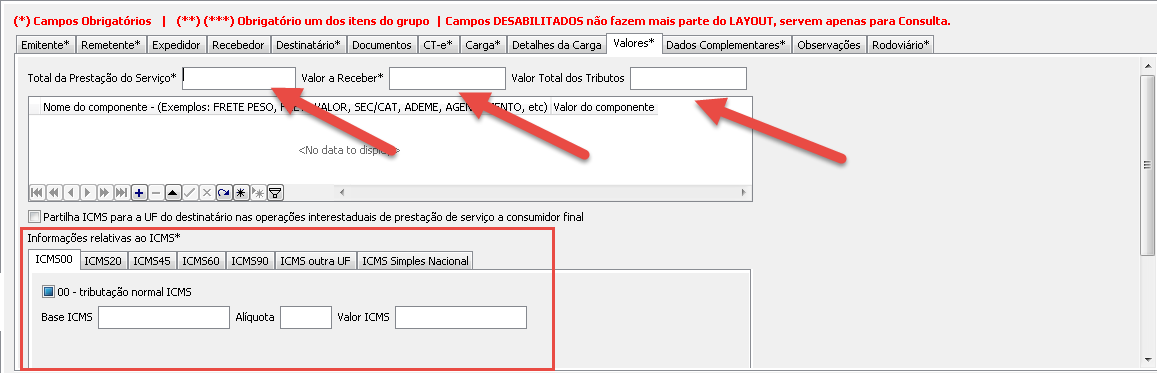 (*) Campos Obrigatórios | (**) (***) Obrigatório um dos itens do grupo | Campos DESABILITADOS não fazem mais parte do LAYOUT, servem apenas para Consulta.
Emitente* Remetente* Expedidor Recebedor Destinatário* Documentos CT-e* Carga* Detalhes da Carga Valores* Dados Complementares* Observações Rodoviário*
Total da Prestação do Serviço* Valor a Receber* Valor Total dos Tributos
Nome do componente - (Exemplos: FRETE PESO, VALOR, SEC/CAT, ADEME, etc) Valor do componente
<No data to
Partilha ICMS para a UF do destinatário nas operações interestaduais de prestação de serviço a consumidor final
Informações relativas ao ICMS*
ICMS00 ICMS20 ICMS45 ICMS60 ICMS90 ICMS outra UF ICMS Simples Nacional
00 - tributação normal ICMS
Base ICMS Alíquota Valor ICMS